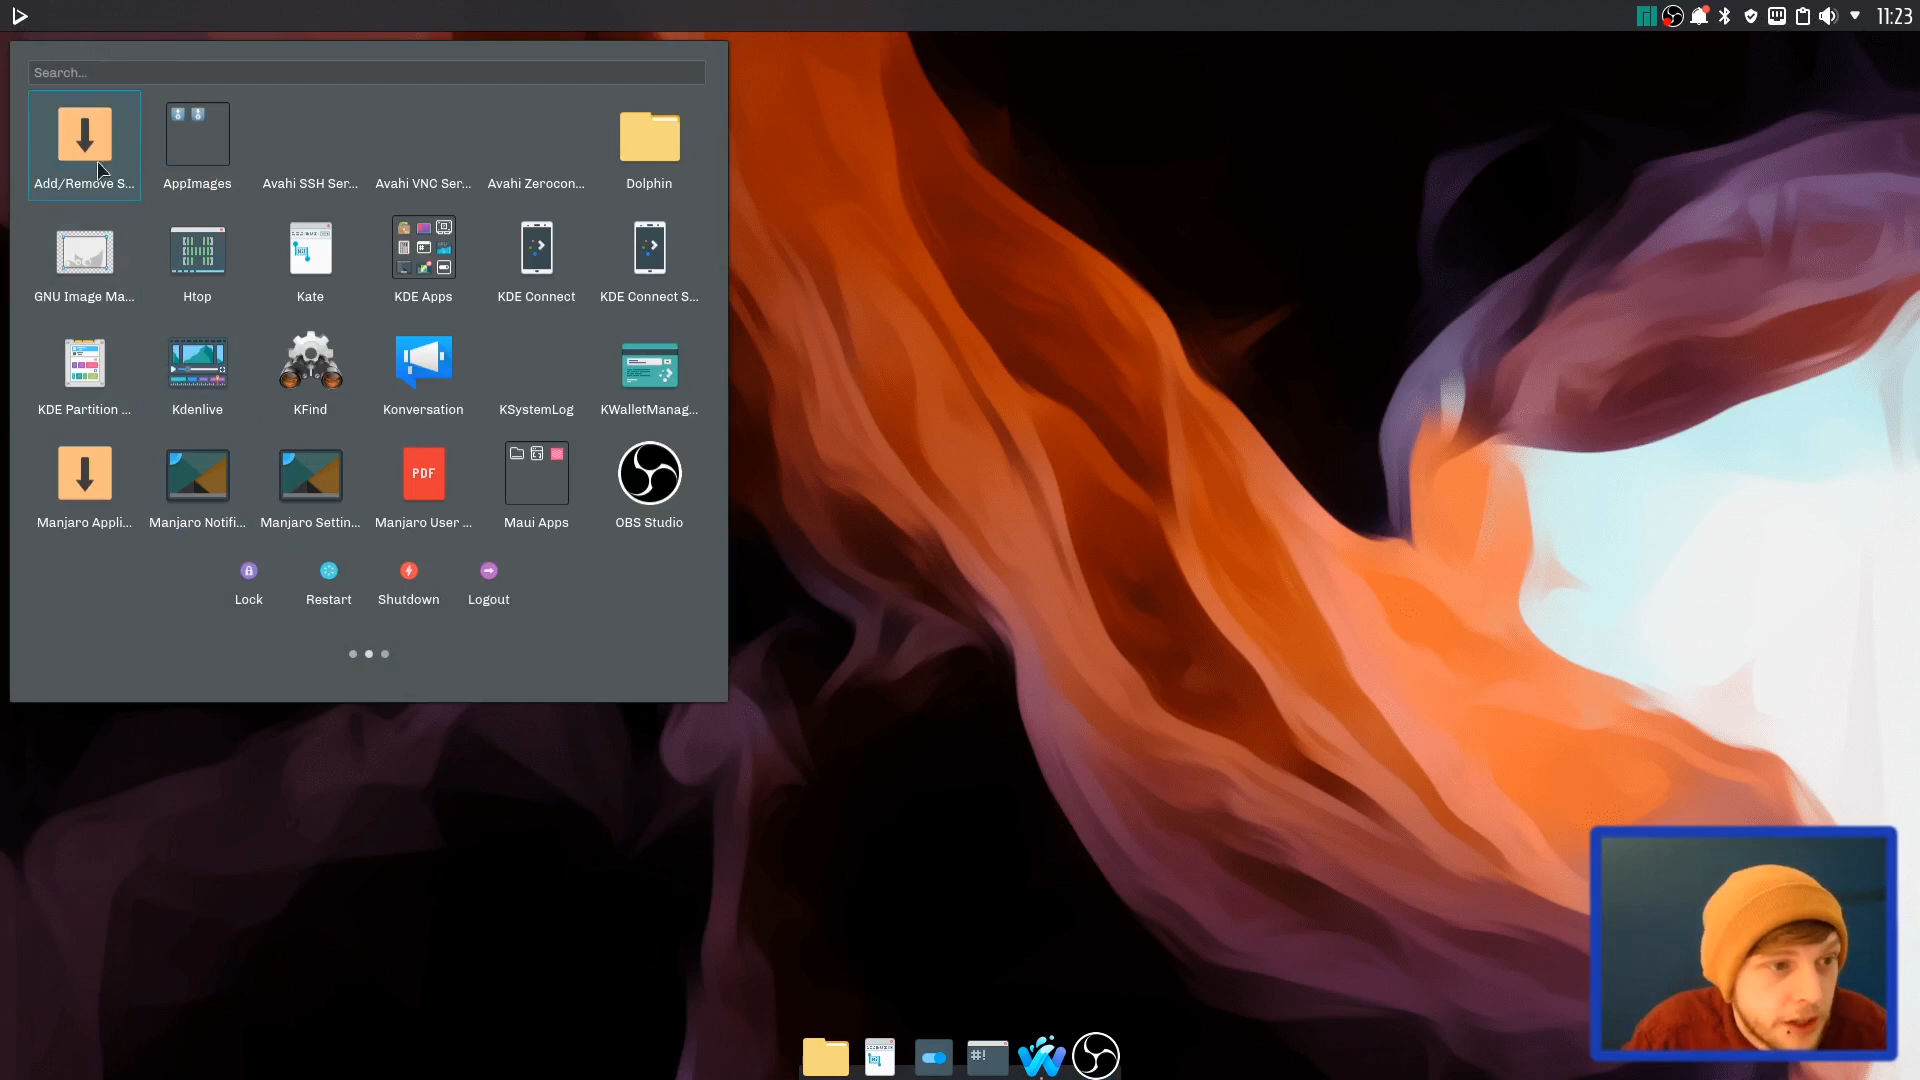 11:23
Search...
Add/Remove S...
AppImages
Avahi SSH Ser...
Avahi VNC Ser...
Avahi Zerocon...
Dolphin
GNU Image Ma...
Htop
Kate
KDE Apps
KDE Connect
KDE Connect S...
KDE Partition ...
Kdenlive
KFind
Konversation
KSystemLog
KWalletManag...
PDF
Manjaro Appli...
Manjaro Notifi...
Manjaro Settin...
Manjaro User ...
Maui Apps
OBS Studio
Lock
Restart
Shutdown
Logout
#!